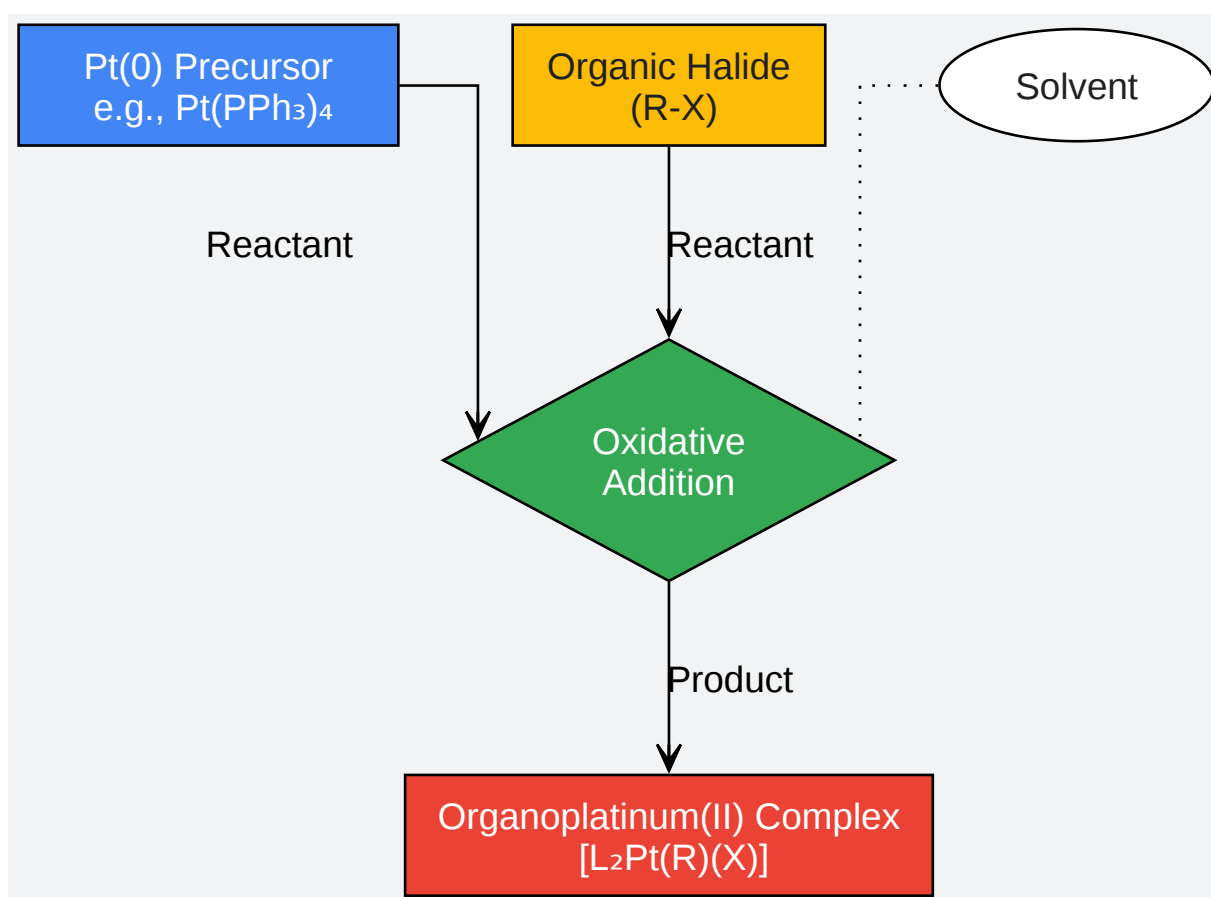 Pt(0) Precursor
e.g., Pt(PPh₃)₄
Organic Halide
(R-X)
Solvent
Reactant
Reactant
Oxidative
Addition
Product
Organoplatinum(II) Complex
[L₂Pt(R)(X)]